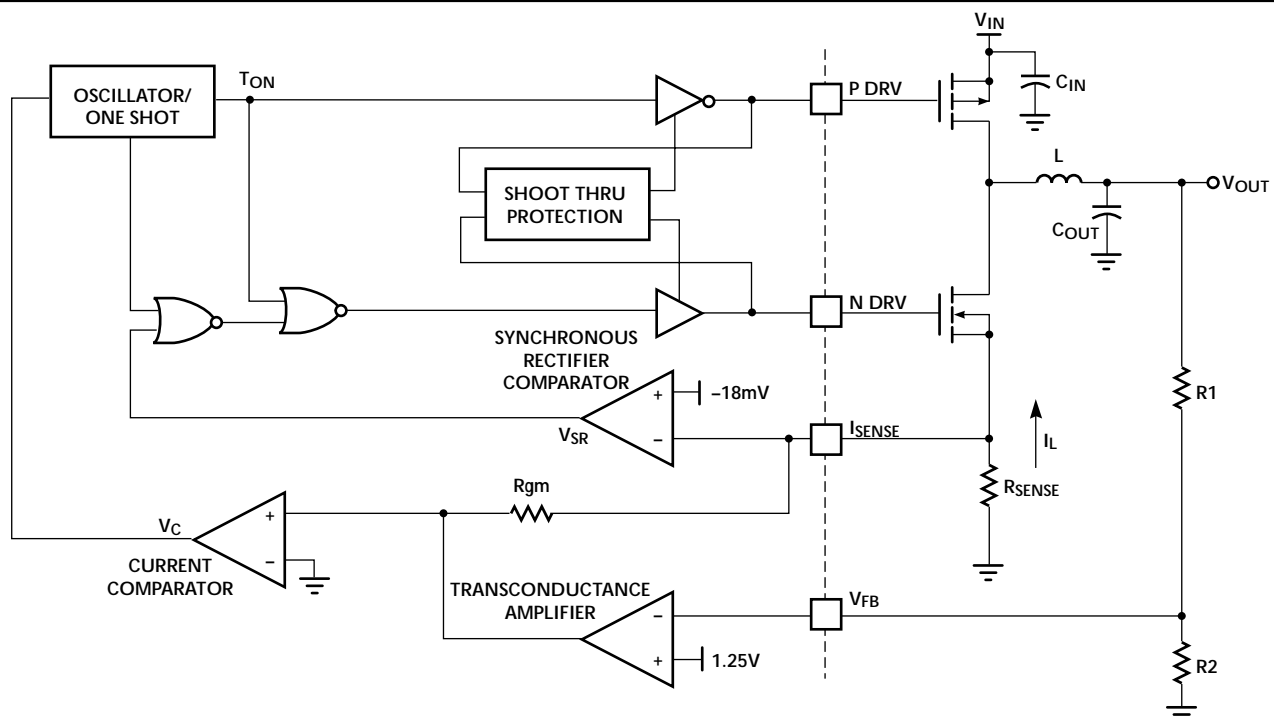 VIN
CIN
TON
OSCILLATOR/
ONE SHOT
P DRV
L
VOUT
COUT
SHOOT THRU
PROTECTION
N DRV
SYNCHRONOUS
RECTIFIER
COMPARATOR
+
–18mV
–
VSR
ISENSE
IL
R1
RSENSE
Rgm
VC
+
–
CURRENT
COMPARATOR
TRANSCONDUCTANCE
AMPLIFIER
VFB
–
+
1.25V
R2